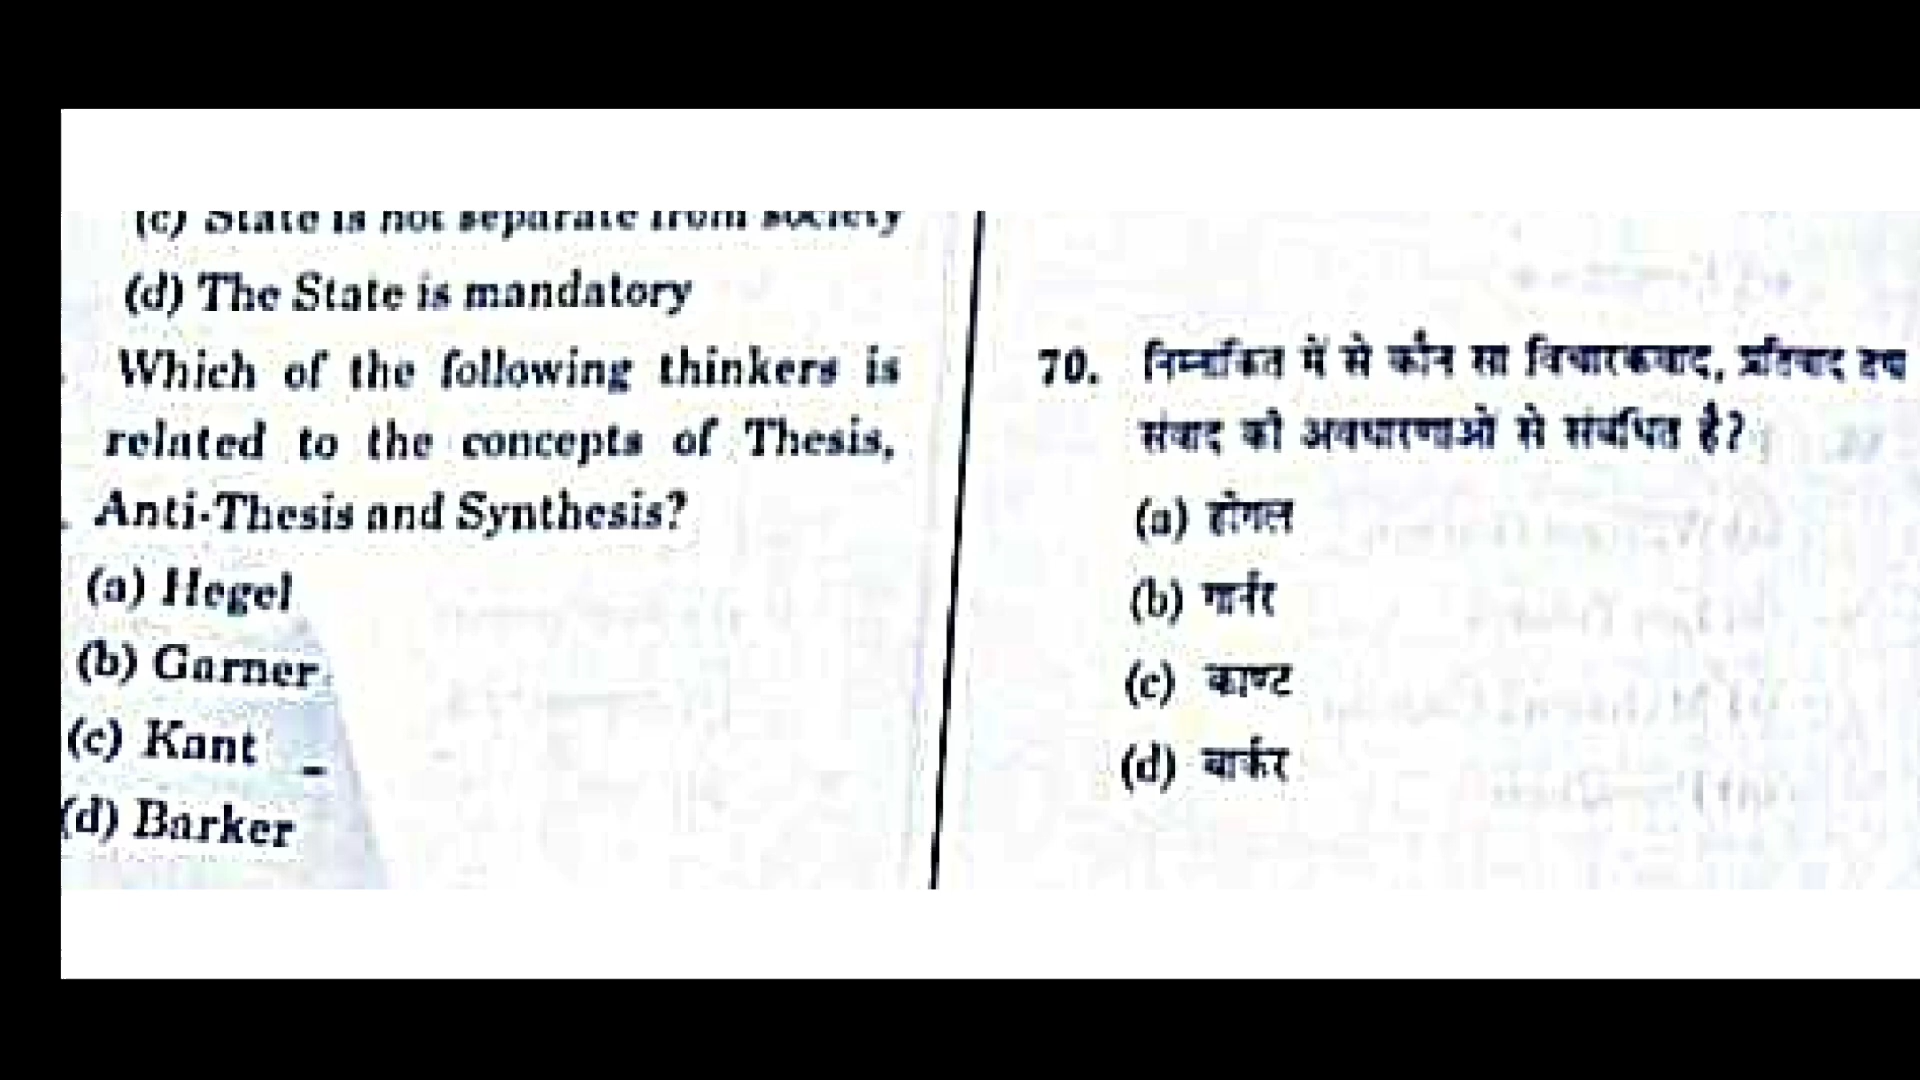 (c) State is not separate from society
(d) The State is mandatory
Which of the following thinkers is
related to the concepts of Thesis,
Anti-Thesis and Synthesis?
(a) Hegel
(b) Garner
(c) Kant
(d) Barker
70. निम्नांकित में से कौन सा विचारकवाद, प्रतिवाद
संवाद की अवधारणाओं से संबंधित है?
(a) हीगल
(b) गार्नर
(c) काण्ट
(d) बार्कर